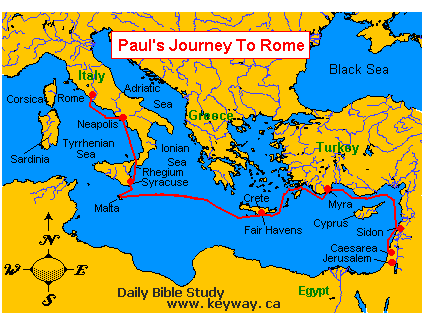 Paul's Journey To Rome
Italy
Black Sea
Corsica
Rome
Adriatic
Sea
Greece
Neapolis
Tyrrhenian
Sea
Ionian
Sea
Turkey
Sardinia
Rhegium
Syracuse
Malta
Crete
Fair Havens
Myra
Cyprus
Sidon
Caesarea
Jerusalem
N
W
E
S
Egypt
Daily Bible Study
www.keyway.ca